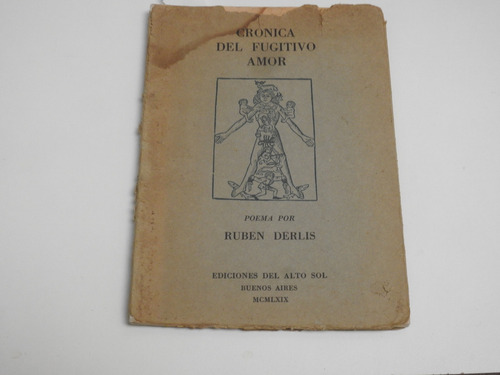 CRONICA
DEL FUGITIVO
AMOR
POEMA POR
RUBEN DERLIS
EDICIONES DEL ALTO SOL
BUENOS AIRES
MCMLXIX